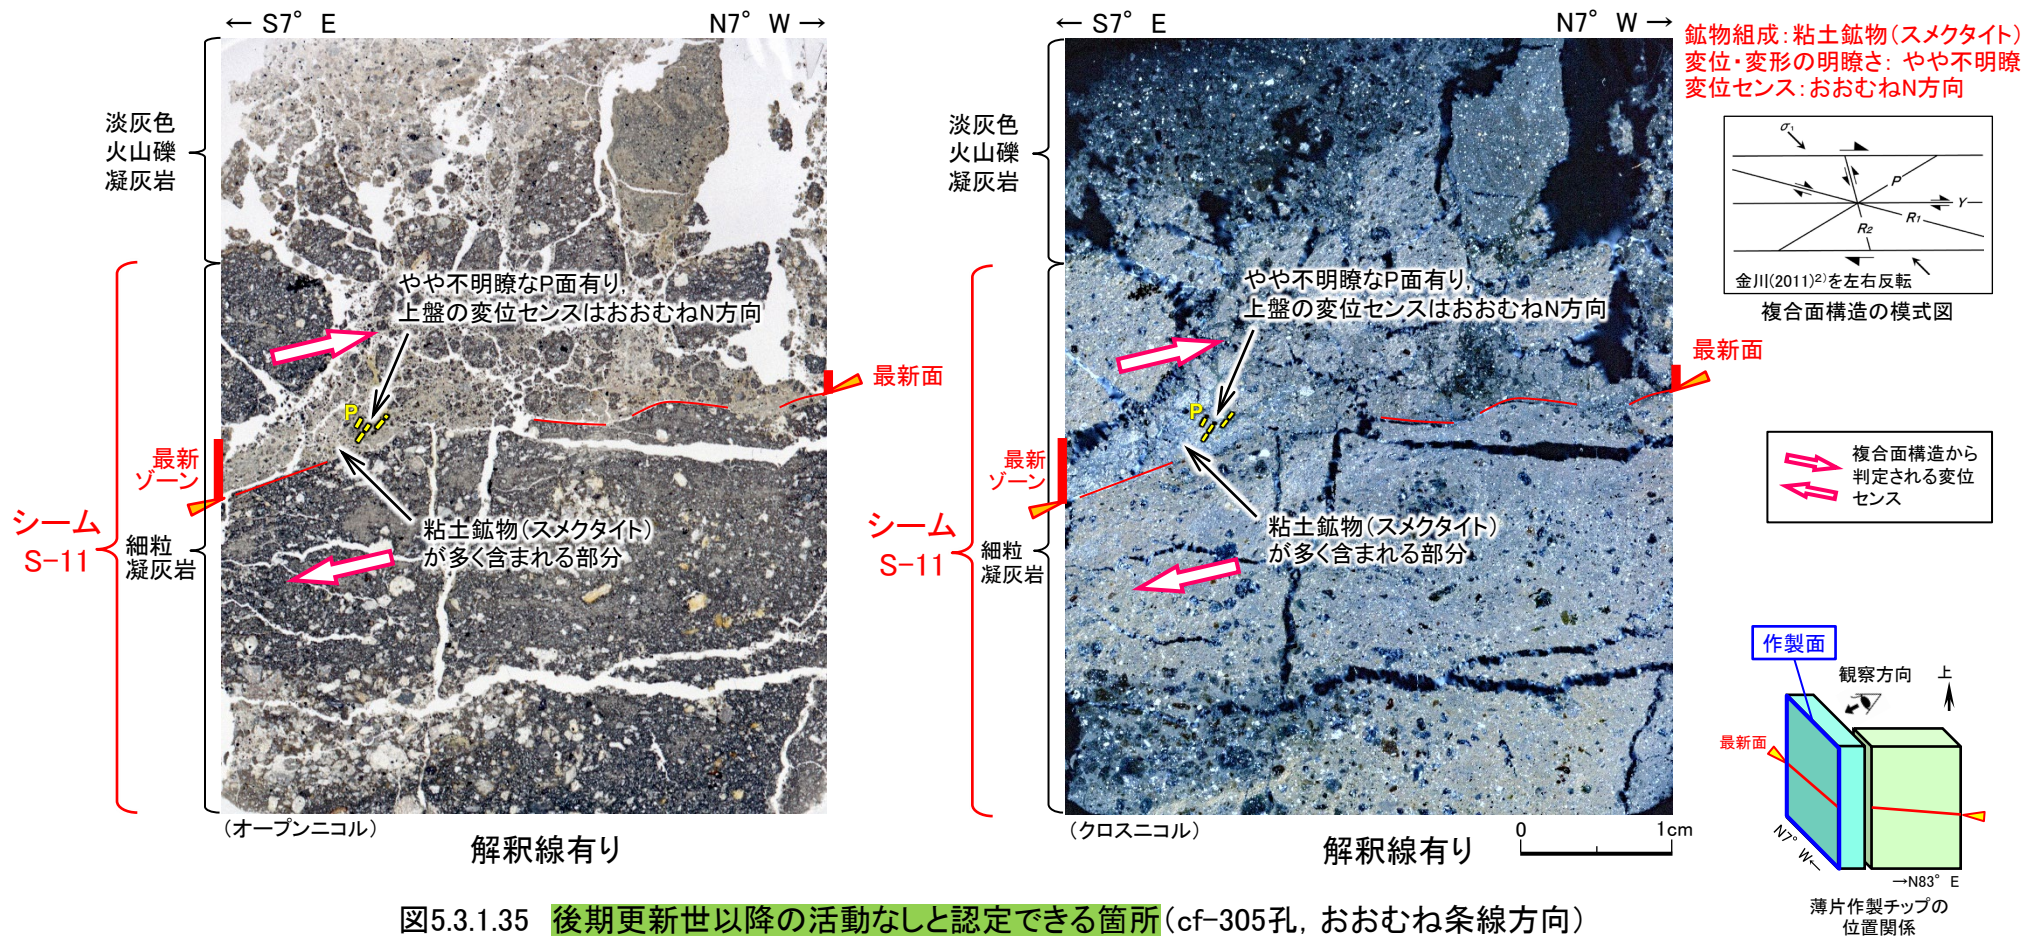 ← S7° E
N7° W →
← S7° E
N7° W →
鉱物組成:粘土鉱物(スメクタイト)
変位・変形の明瞭さ: やや不明瞭
変位センス:おおむねN方向
淡灰色
火山礫
凝灰岩
やや不明瞭なP面有り,
上盤の変位センスはおおむねN方向
P
最新面
最新
ゾーン
シーム
S-11
細粒
凝灰岩
粘土鉱物(スメクタイト)
が多く含まれる部分
(オープンニコル)
解釈線有り
淡灰色
火山礫
凝灰岩
やや不明瞭なP面有り,
上盤の変位センスはおおむねN方向
P
最新面
最新
ゾーン
シーム
S-11
細粒
凝灰岩
粘土鉱物(スメクタイト)
が多く含まれる部分
(クロスニコル)
解釈線有り
0 1cm
σ1
P
Y
R1
R2
金川(2011)2)を左右反転
複合面構造の模式図
複合面構造から
判定される変位
センス
作製面
観察方向
上
最新面
N7° W←
→N83° E
薄片作製チップの
位置関係
図5.3.1.35 後期更新世以降の活動なしと認定できる箇所(cf-305孔, おおむね条線方向)